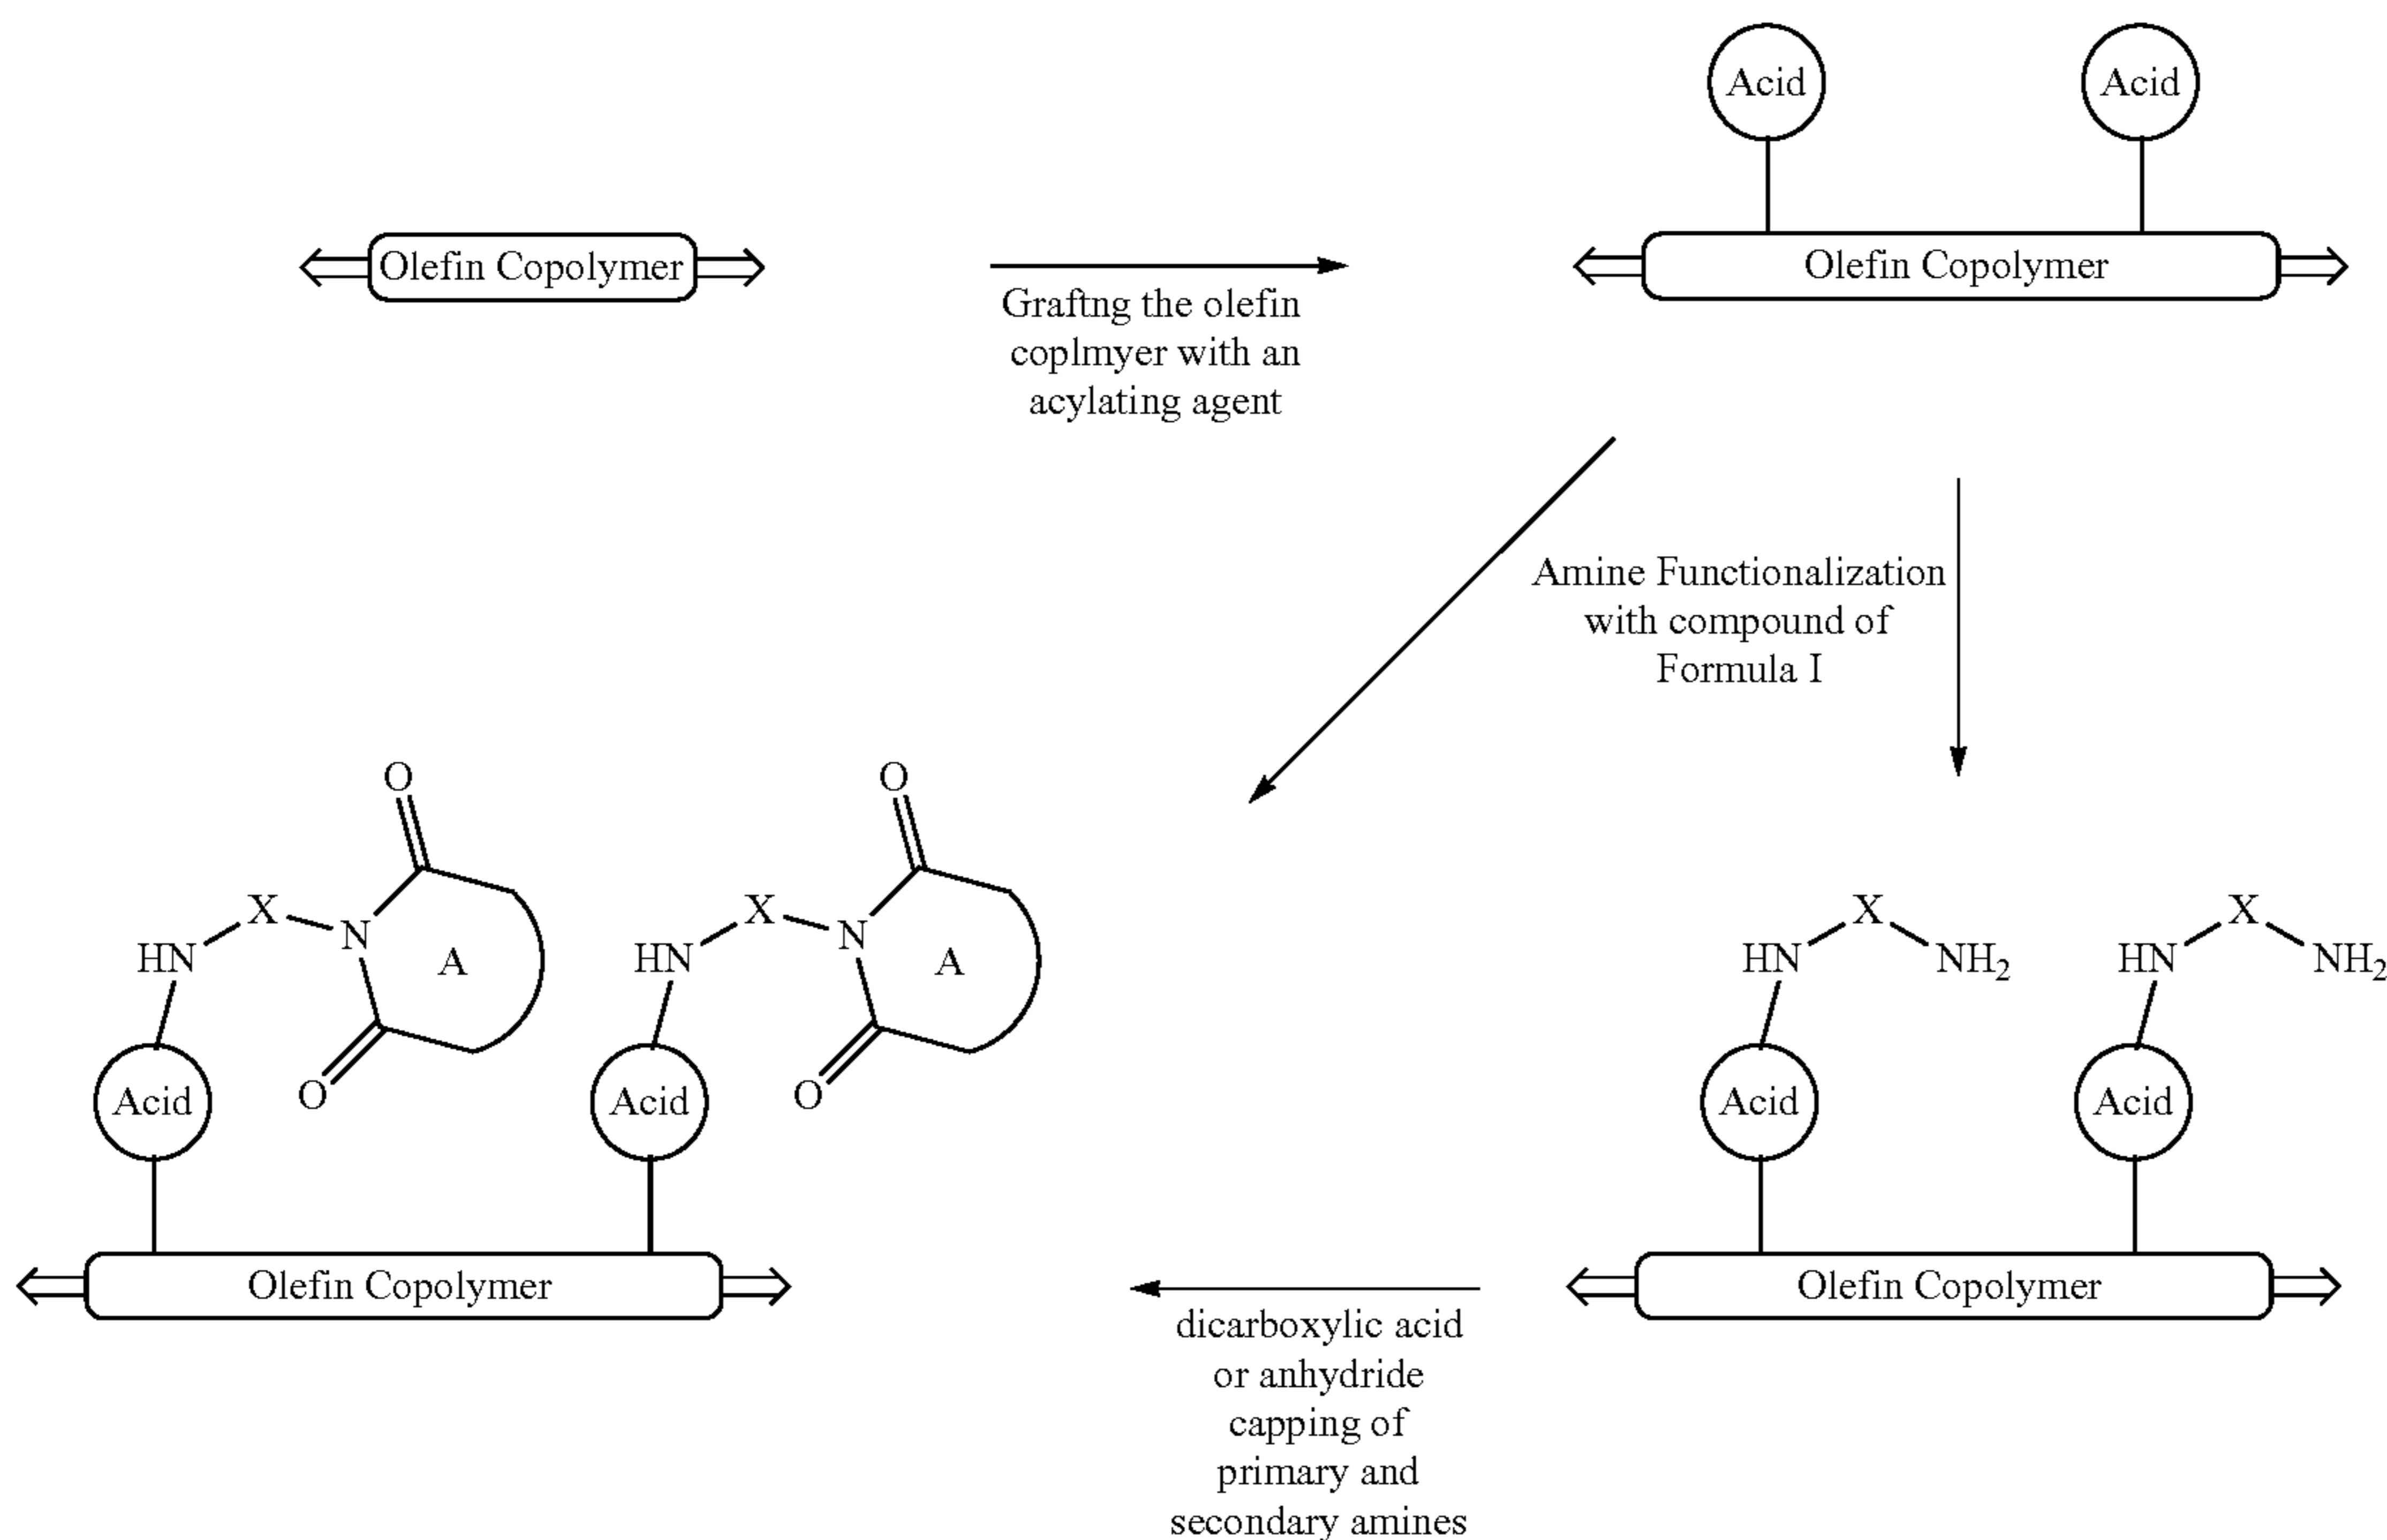 Acid
Acid
Olefin Copolymer
Olefin Copolymer
Graftng the olefin
coplmyer with an
acylating agent
Amine Functionalization
with compound of
Formula I
O
O
X
N
HN
A
O
Acid
X
N
HN
A
O
Acid
X
HN
NH2
Acid
X
HN
NH2
Acid
Olefin Copolymer
Olefin Copolymer
dicarboxylic acid
or anhydride
capping of
primary and
secondary amines